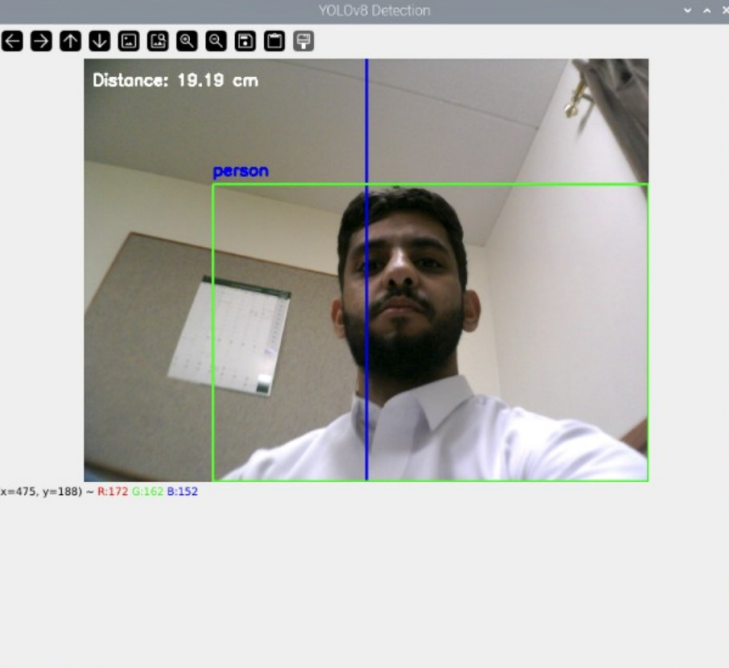 YOLOv8 Detection
Distance: 19.19 cm
person
x=475, y=188) ~ R:172 G:162 B:152